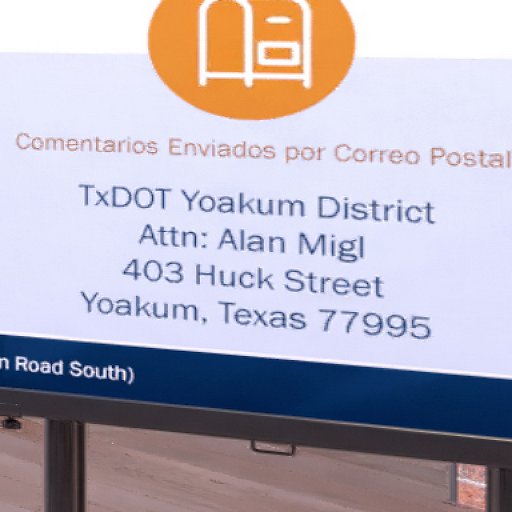 Comentarios Enviados por Correo Postal
TxDOT Yoakum District
Attn: Alan Migl
403 Huck Street
Yoakum, Texas 77995
Road South)